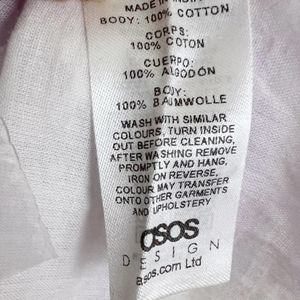 MADE IN INDIA
BODY: 100% COTTON
CORPS:
100% COTON
CUERPO:
100% ALGODÓN
BODY:
100% BAUMWOLLE
WASH WITH SIMILAR
COLOURS, TURN INSIDE
OUT BEFORE CLEANING,
AFTER WASHING REMOVE
PROMPTLY AND HANG,
IRON ON REVERSE,
COLOUR MAY TRANSFER
ONTO OTHER GARMENTS
AND UPHOLSTERY
asos
DESIGN
asos.com Ltd